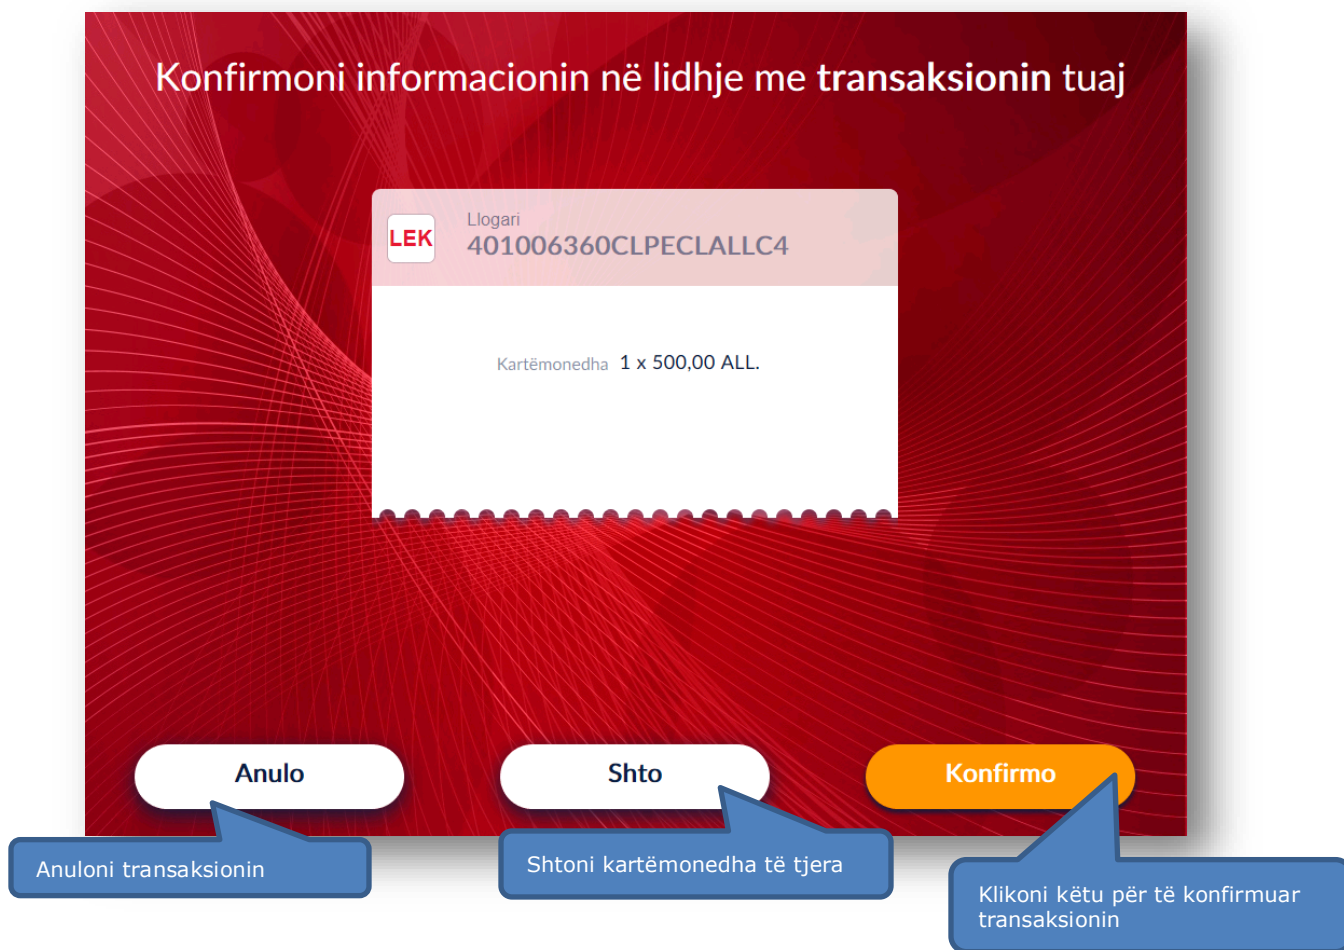 Konfirmoni informacionin në lidhje me transaksionin tuaj
LEK
Llogari
401006360CLPECLALLC4
Kartëmonedha 1 x 500,00 ALL.
Anulo
Shto
Konfirmo
Anuloni transaksionin
Shtoni kartëmonedha të tjera
Klikoni këtu për të konfirmuar
transaksionin